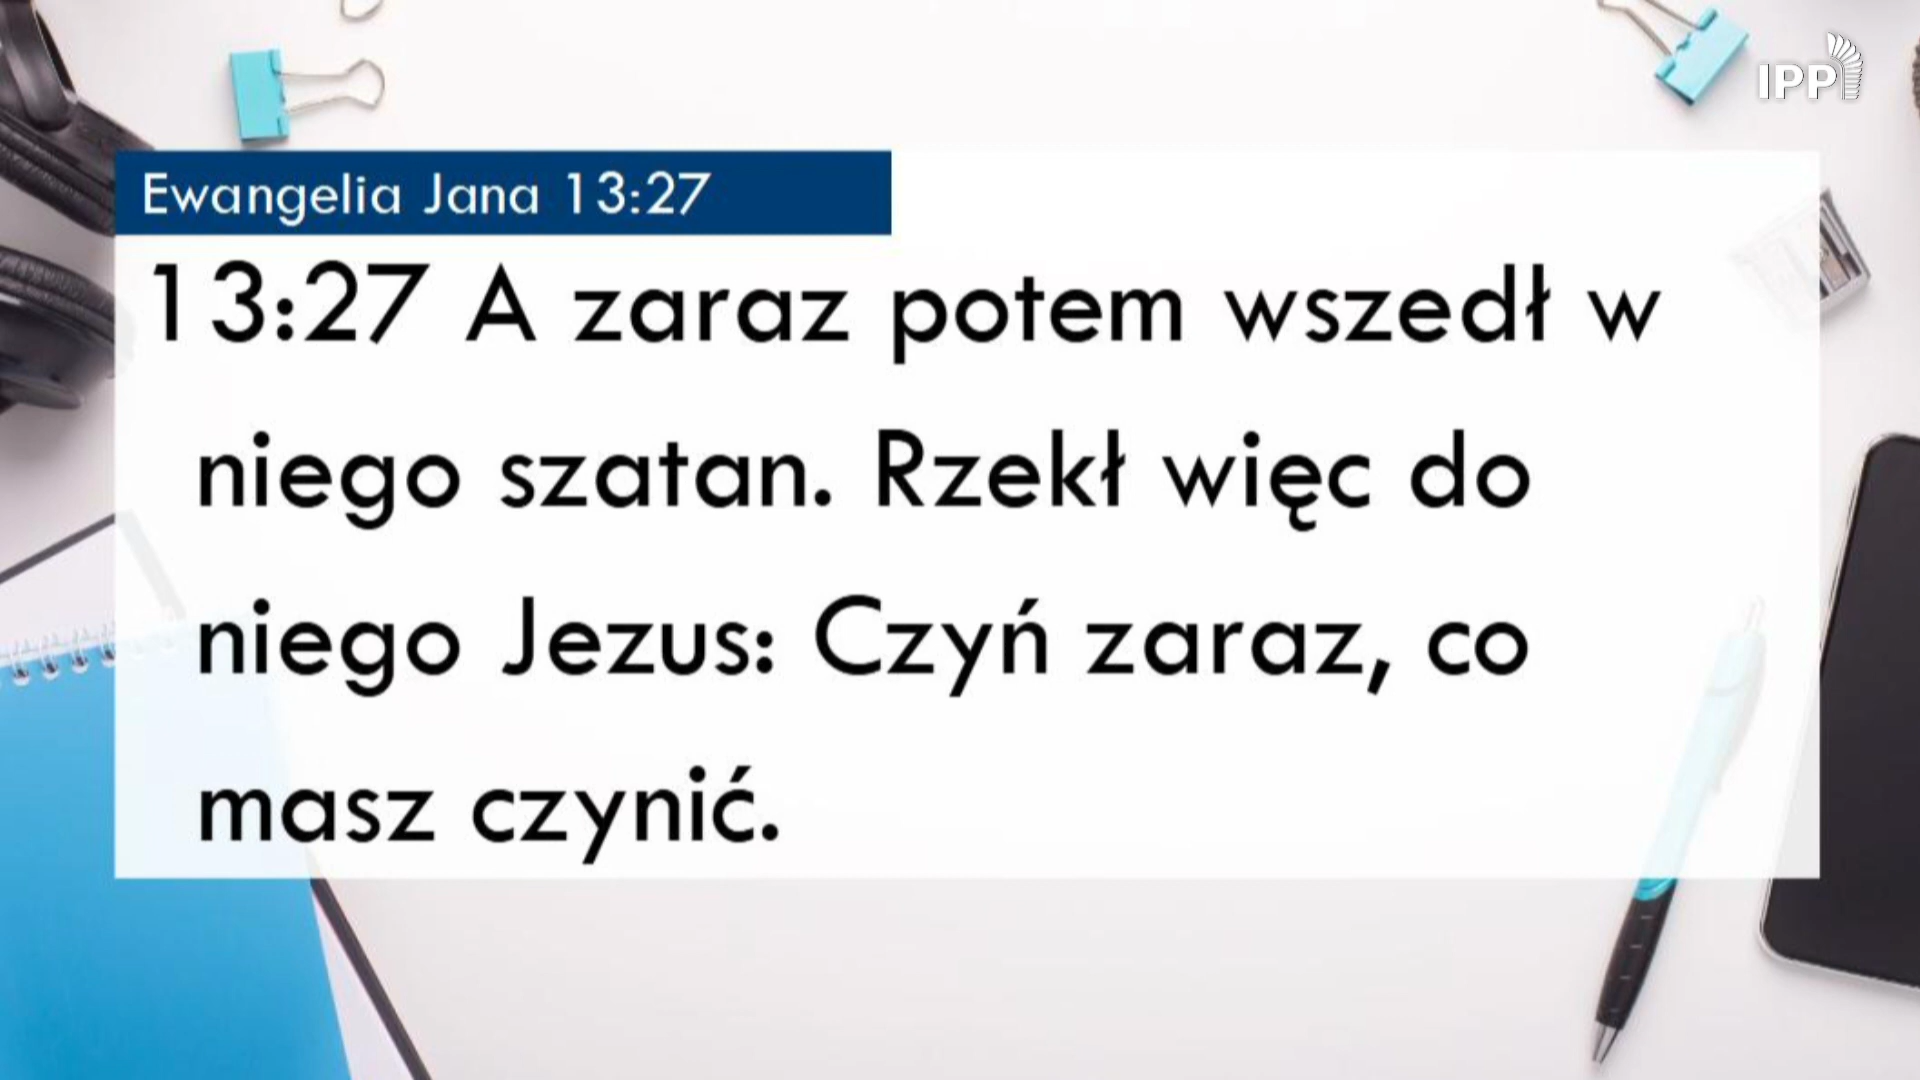 IPP
Ewangelia Jana 13:27
13:27 A zaraz potem wszedł w
niego szatan. Rzekł więc do
niego Jezus: Czyń zaraz, co
masz czynić.